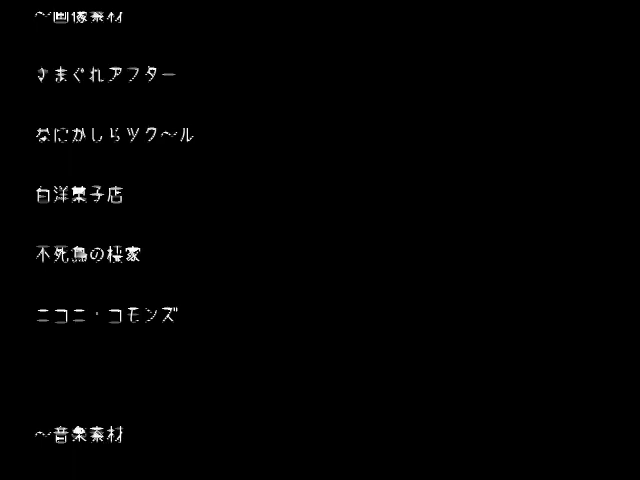 ～画像素材
きまぐれアフター
なにかしらツクール
白洋菓子店
不死鳥の棲家
ニコニ・コモンズ
～音楽素材